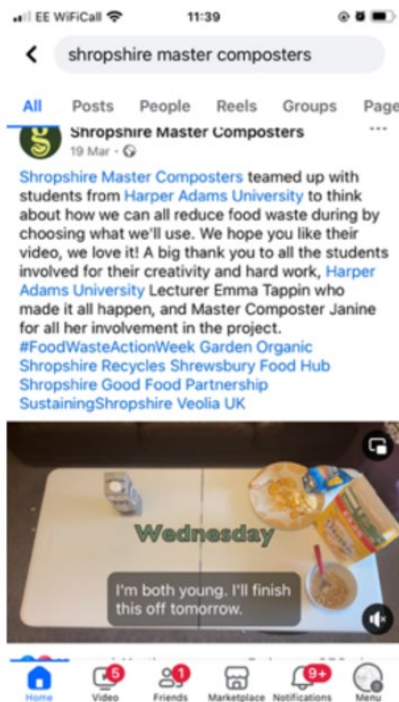 EE WiFiCall 11:39
shropshire master composters
All Posts People Reels Groups Page
Shropshire Master Composters
19 Mar
Shropshire Master Composters teamed up with
students from Harper Adams University to think
about how we can all reduce food waste during by
choosing what we'll use. We hope you like their
video, we love it! A big thank you to all the students
involved for their creativity and hard work, Harper
Adams University Lecturer Emma Tappin who
made it all happen, and Master Composter Janine
for all her involvement in the project.
#FoodWasteActionWeek Garden Organic
Shropshire Recycles Shrewsbury Food Hub
Shropshire Good Food Partnership
SustainingShropshire Veolia UK
Wednesday
I'm both young. I'll finish
this off tomorrow.
5 1 9+
Home Video Friends Marketplace Notifications Menu